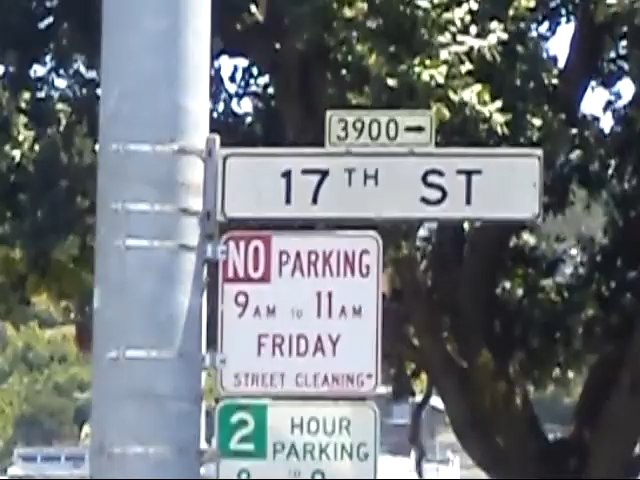 3900→
17TH ST
NO PARKING
9AM TO 11AM
FRIDAY
STREET CLEANING
2 HOUR
PARKING